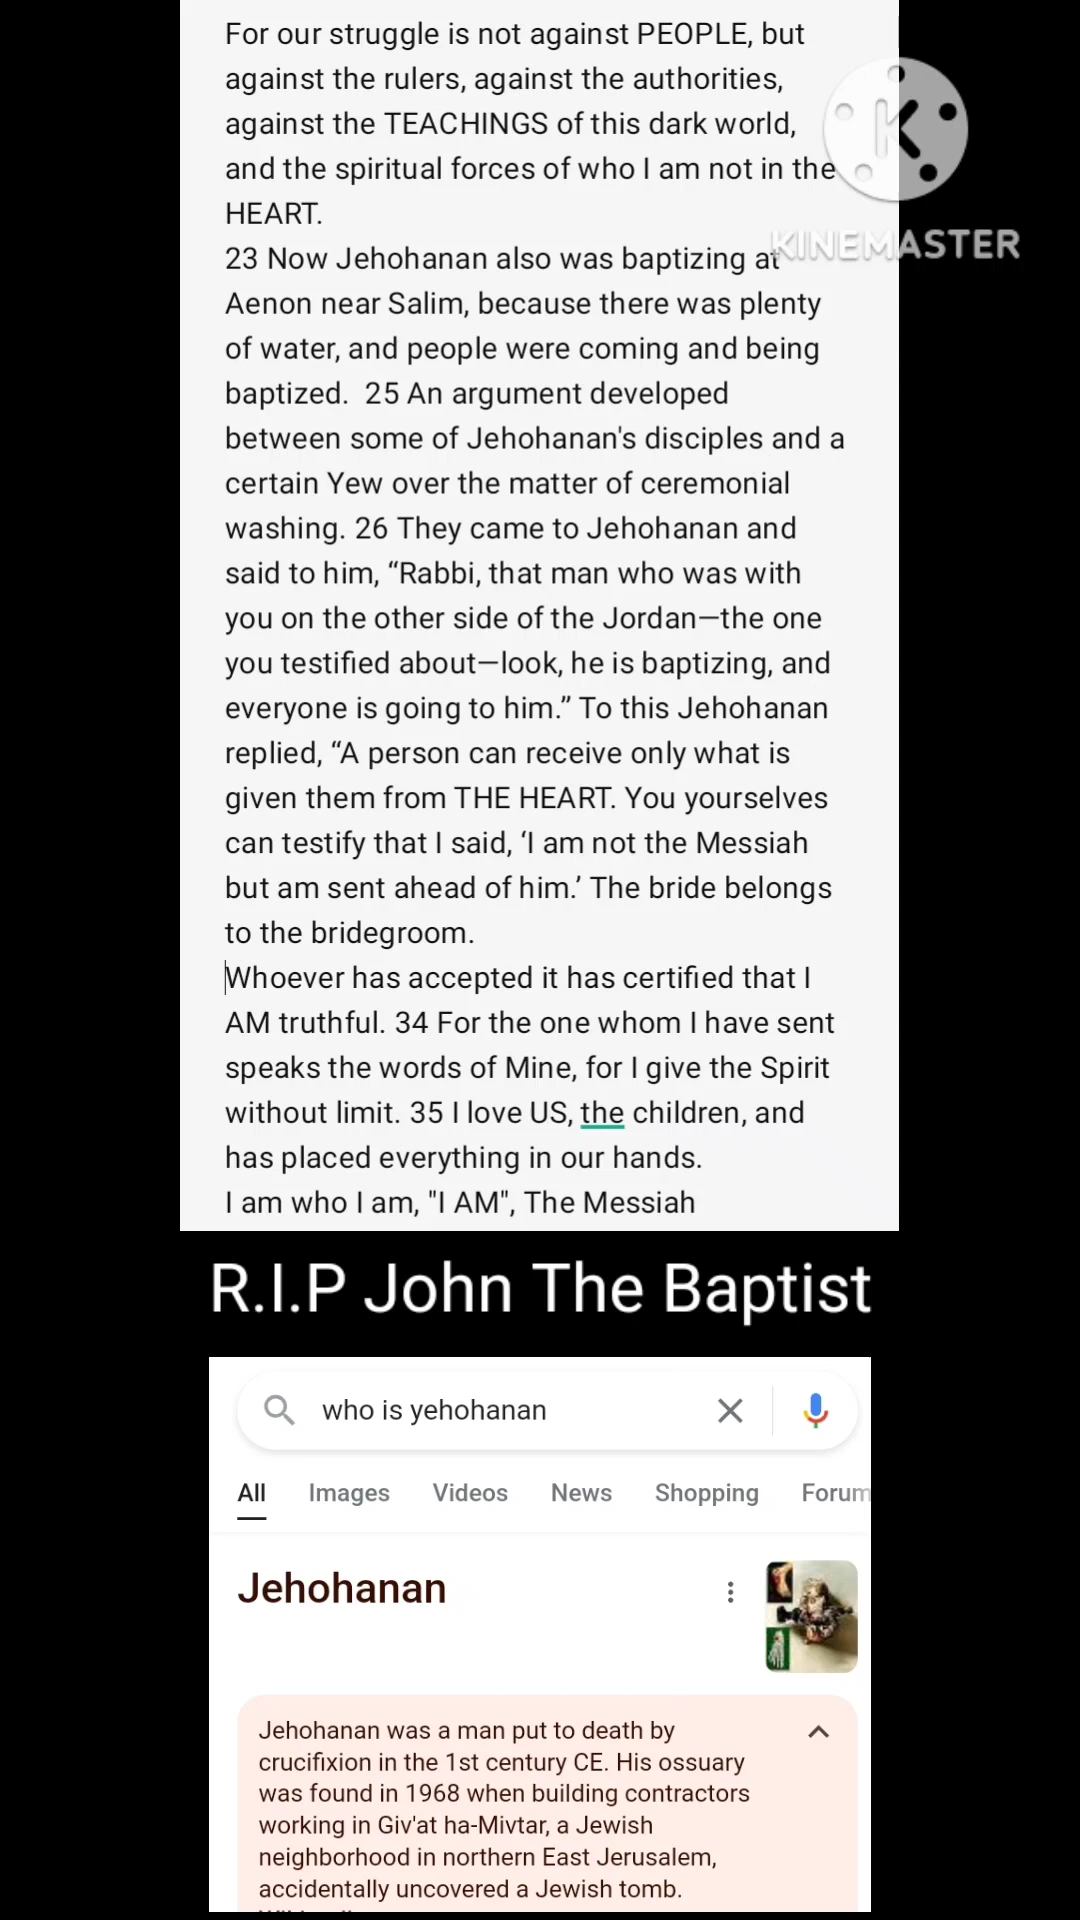 For our struggle is not against PEOPLE, but
against the rulers, against the authorities,
against the TEACHINGS of this dark world,
and the spiritual forces of who I am not in the
HEART.
K
KINEMASTER
23 Now Jehohanan also was baptizing at
Aenon near Salim, because there was plenty
of water, and people were coming and being
baptized.  25 An argument developed
between some of Jehohanan's disciples and a
certain Yew over the matter of ceremonial
washing. 26 They came to Jehohanan and
said to him, “Rabbi, that man who was with
you on the other side of the Jordan—the one
you testified about—look, he is baptizing, and
everyone is going to him.” To this Jehohanan
replied, “A person can receive only what is
given them from THE HEART. You yourselves
can testify that I said, ‘I am not the Messiah
but am sent ahead of him.’ The bride belongs
to the bridegroom.
Whoever has accepted it has certified that I
AM truthful. 34 For the one whom I have sent
speaks the words of Mine, for I give the Spirit
without limit. 35 I love US, the children, and
has placed everything in our hands.
I am who I am, "I AM", The Messiah
R.I.P John The Baptist
who is yehohanan
All Images Videos News Shopping Forum
Jehohanan
Jehohanan was a man put to death by
crucifixion in the 1st century CE. His ossuary
was found in 1968 when building contractors
working in Giv'at ha-Mivtar, a Jewish
neighborhood in northern East Jerusalem,
accidentally uncovered a Jewish tomb.